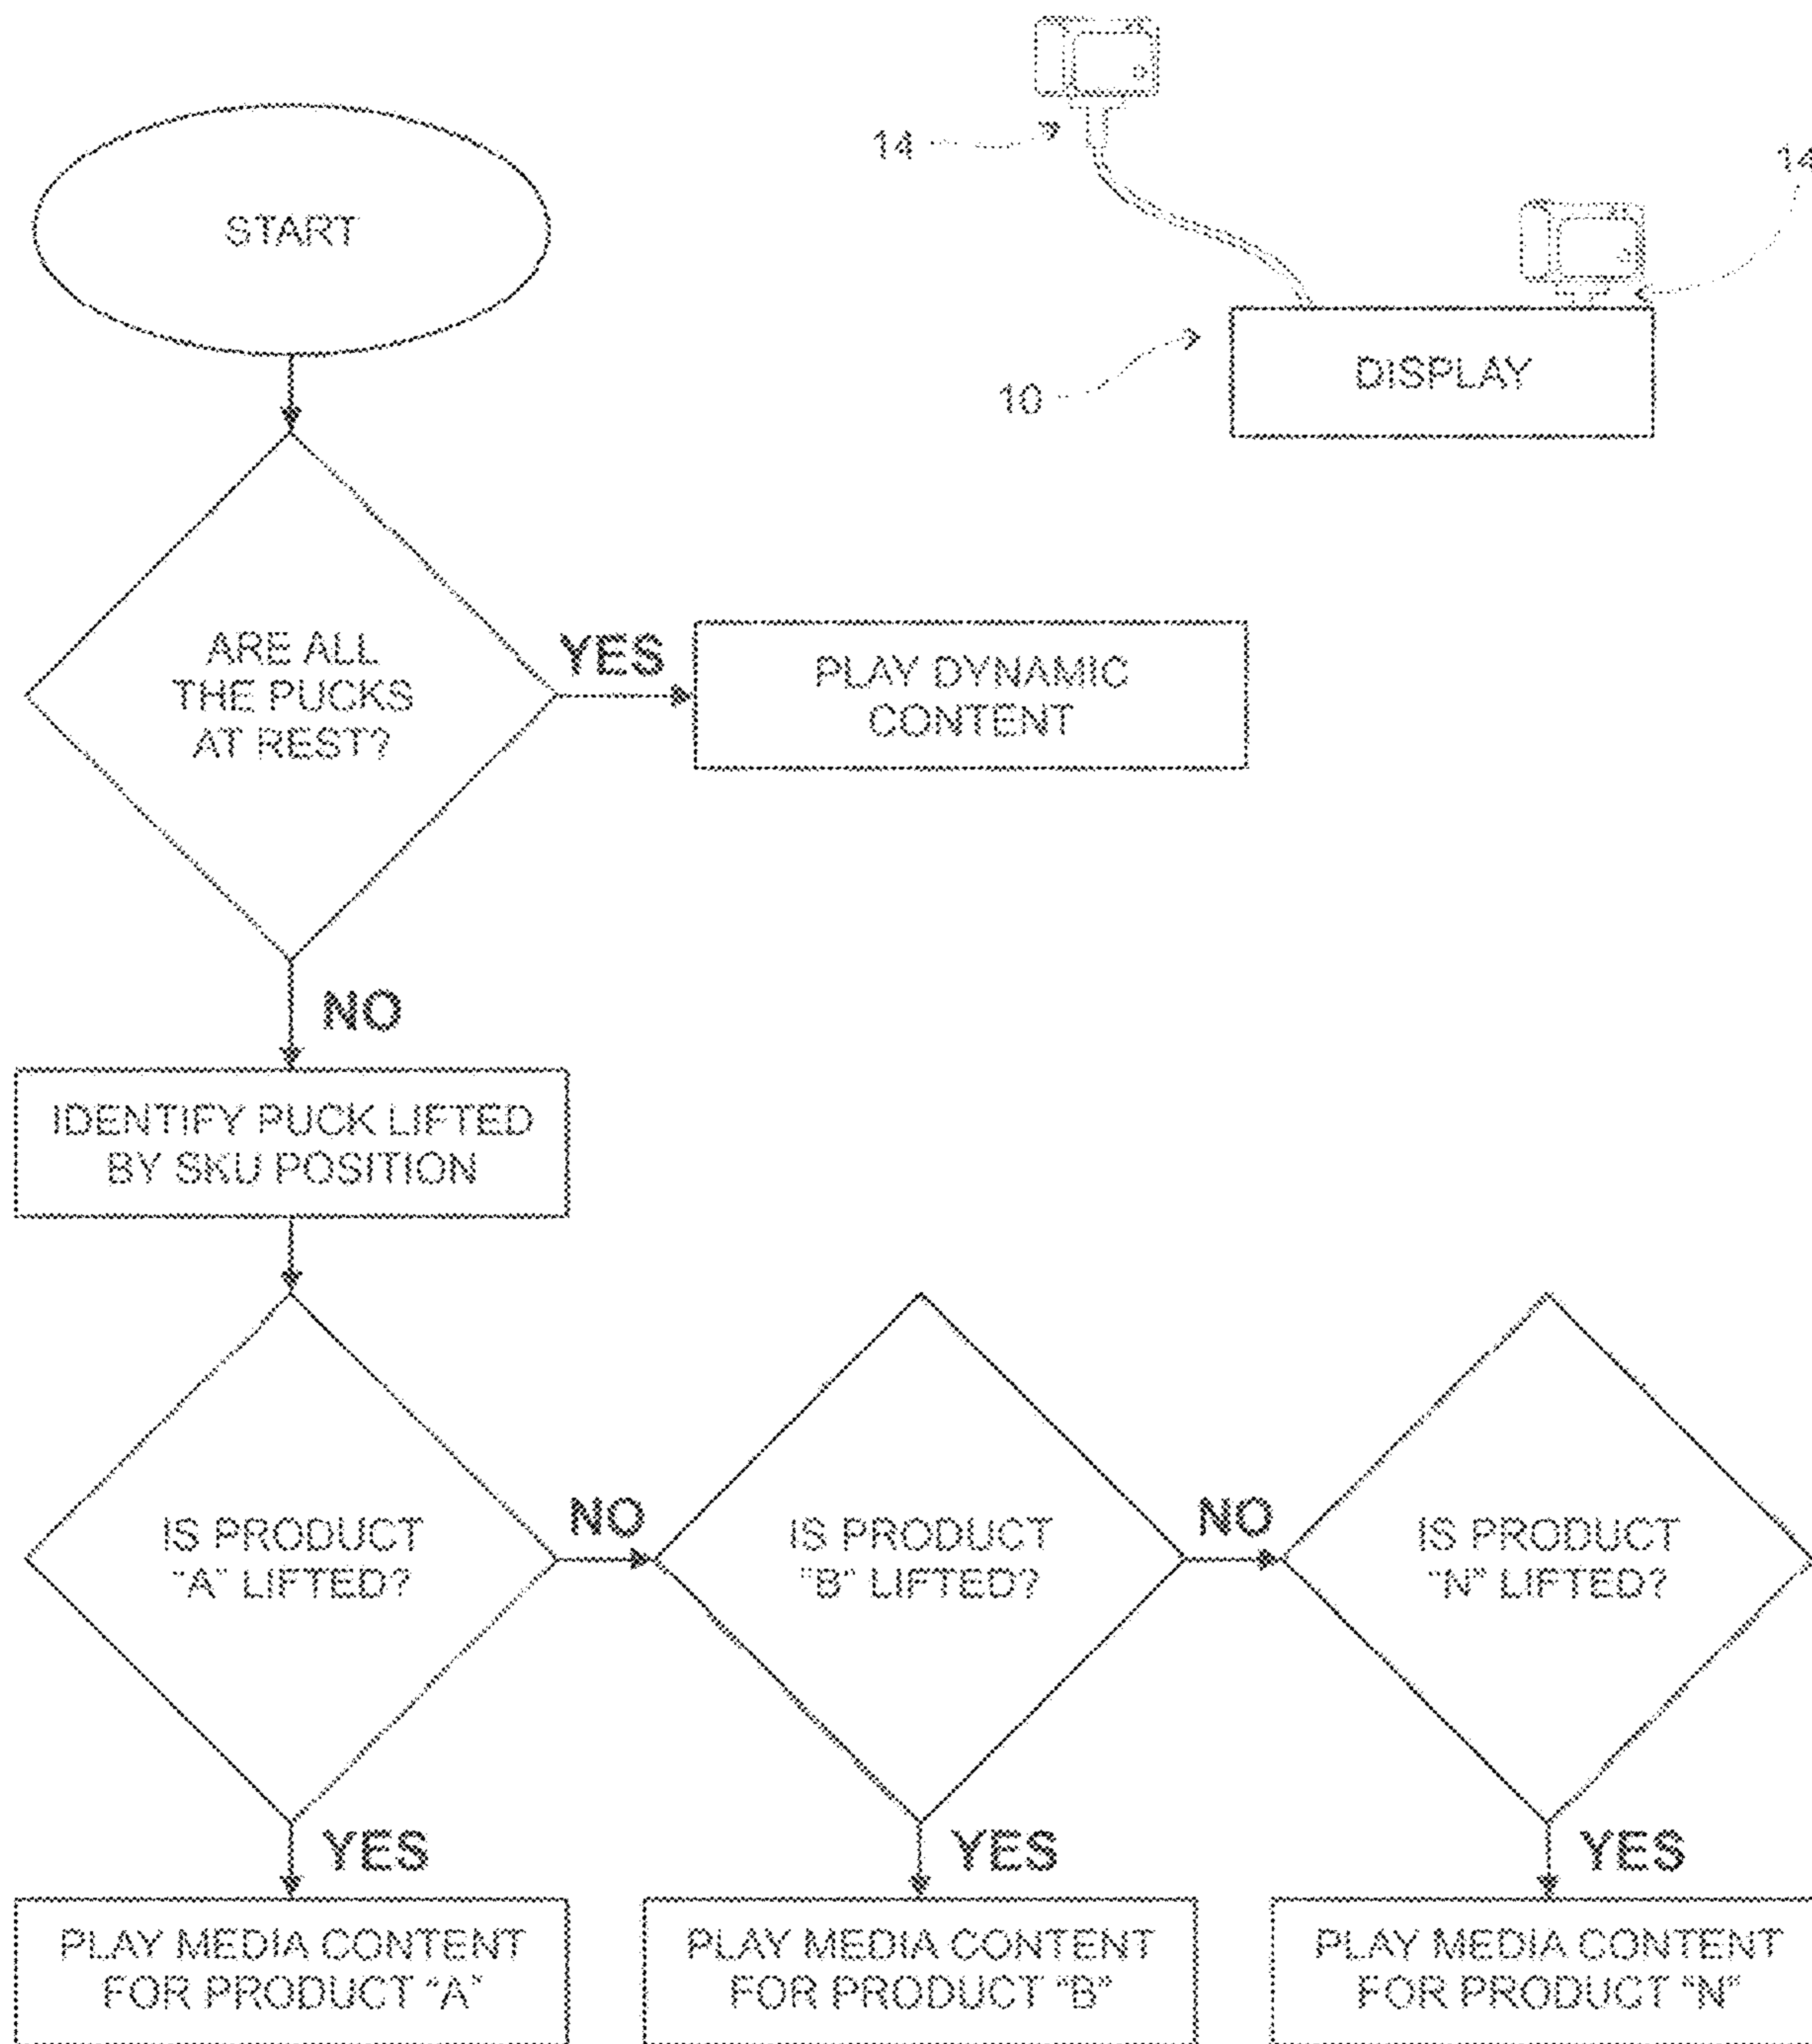 14
14
START
DISPLAY
10
ARE ALL
THE PUCKS
AT REST?
YES
PLAY DYNAMIC
CONTENT
NO
IDENTIFY PUCK LIFTED
BY SKU POSITION
IS PRODUCT
"A" LIFTED?
NO
IS PRODUCT
"B" LIFTED?
NO
IS PRODUCT
"N" LIFTED?
YES
YES
YES
PLAY MEDIA CONTENT
FOR PRODUCT "A"
PLAY MEDIA CONTENT
FOR PRODUCT "B"
PLAY MEDIA CONTENT
FOR PRODUCT "N"